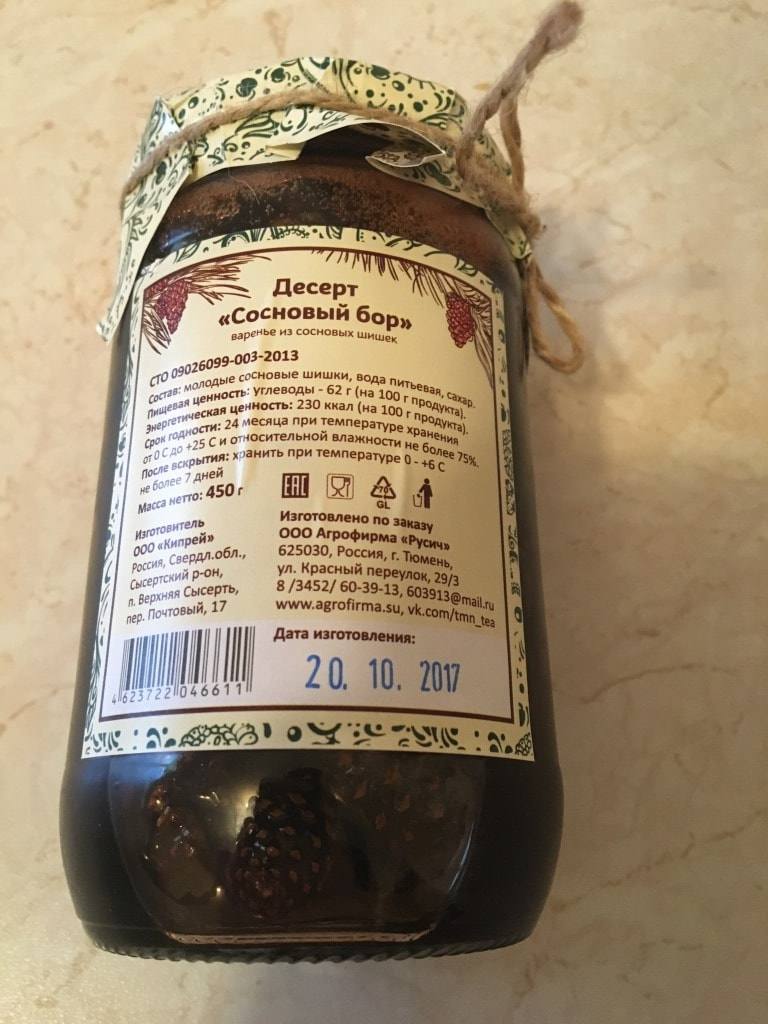 Десерт
«Сосновый бор»
варенье из сосновых шишек
СТО 09026099-003-2013
Состав: молодые сосновые шишки, вода питьевая, сахар.
Пищевая ценность: углеводы - 62 г (на 100 г продукта).
Энергетическая ценность: 230 ккал (на 100 г продукта).
Срок годности: 24 месяца при температуре хранения
от 0 С до +25 С и относительной влажности не более 75%.
После вскрытия: хранить при температуре 0 - +6 С
не более 7 дней
Масса нетто: 450 г
EAC
70
GL
Изготовитель
ООО «Кипрей»
Россия, Свердл.обл.,
Сысертский р-он,
п. Верхняя Сысерть,
пер. Почтовый, 17
Изготовлено по заказу
ООО Агрофирма «Русич»
625030, Россия, г. Тюмень,
ул. Красный переулок, 29/3
8 /3452/ 60-39-13, 603913@mail.ru
www.agrofirma.su, vk.com/tmn_tea
4 623722 046611
Дата изготовления:
20. 10. 2017